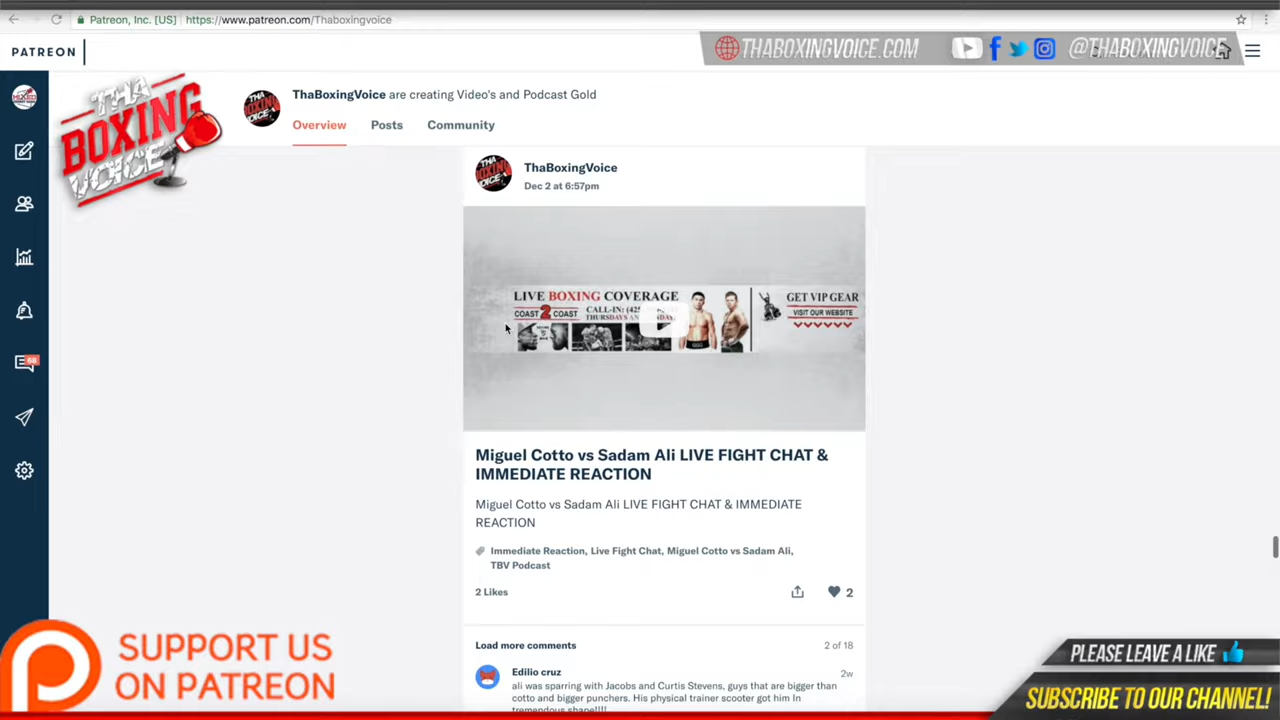 Patreon, Inc. [US]
https://www.patreon.com/Thaboxingvoice
PATREON
THABOXINGVOICE.COM
@THABOXINGVOICE
THA
BOXING
VOICE
ThaBoxingVoice are creating Video's and Podcast Gold
Overview
Posts
Community
ThaBoxingVoice
Dec 2 at 6:57pm
LIVE BOXING COVERAGE
COAST 2 COAST
CALL-IN:
GET VIP GEAR
VISIT OUR WEBSITE
68
Miguel Cotto vs Sadam Ali LIVE FIGHT CHAT &
IMMEDIATE REACTION
Miguel Cotto vs Sadam Ali LIVE FIGHT CHAT & IMMEDIATE
REACTION
Immediate Reaction, Live Fight Chat, Miguel Cotto vs Sadam Ali,
TBV Podcast
2 Likes
2
Load more comments
2 of 18
Edilio cruz
2w
ali was sparring with Jacobs and Curtis Stevens, guys that are bigger than
cotto and bigger punchers. His physical trainer scooter got him In
tremendous shape!!!!
SUPPORT US
ON PATREON
PLEASE LEAVE A LIKE
SUBSCRIBE TO OUR CHANNEL!